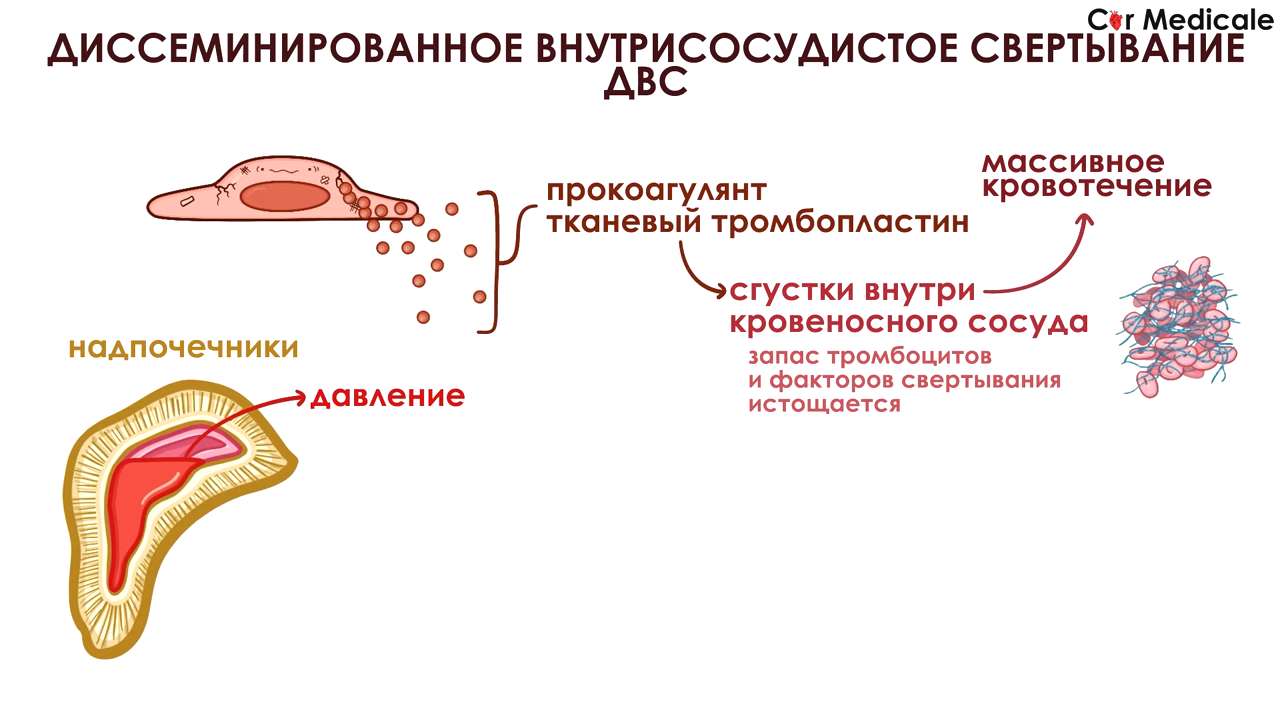 Cor Medicale
ДИССЕМИНИРОВАННОЕ ВНУТРИСОСУДИСТОЕ СВЕРТЫВАНИЕ
ДВС
массивное
кровотечение
прокоагулянт
тканевый тромбопластин
сгустки внутри
кровеносного сосуда
запас тромбоцитов
и факторов свертывания
истощается
надпочечники
давление